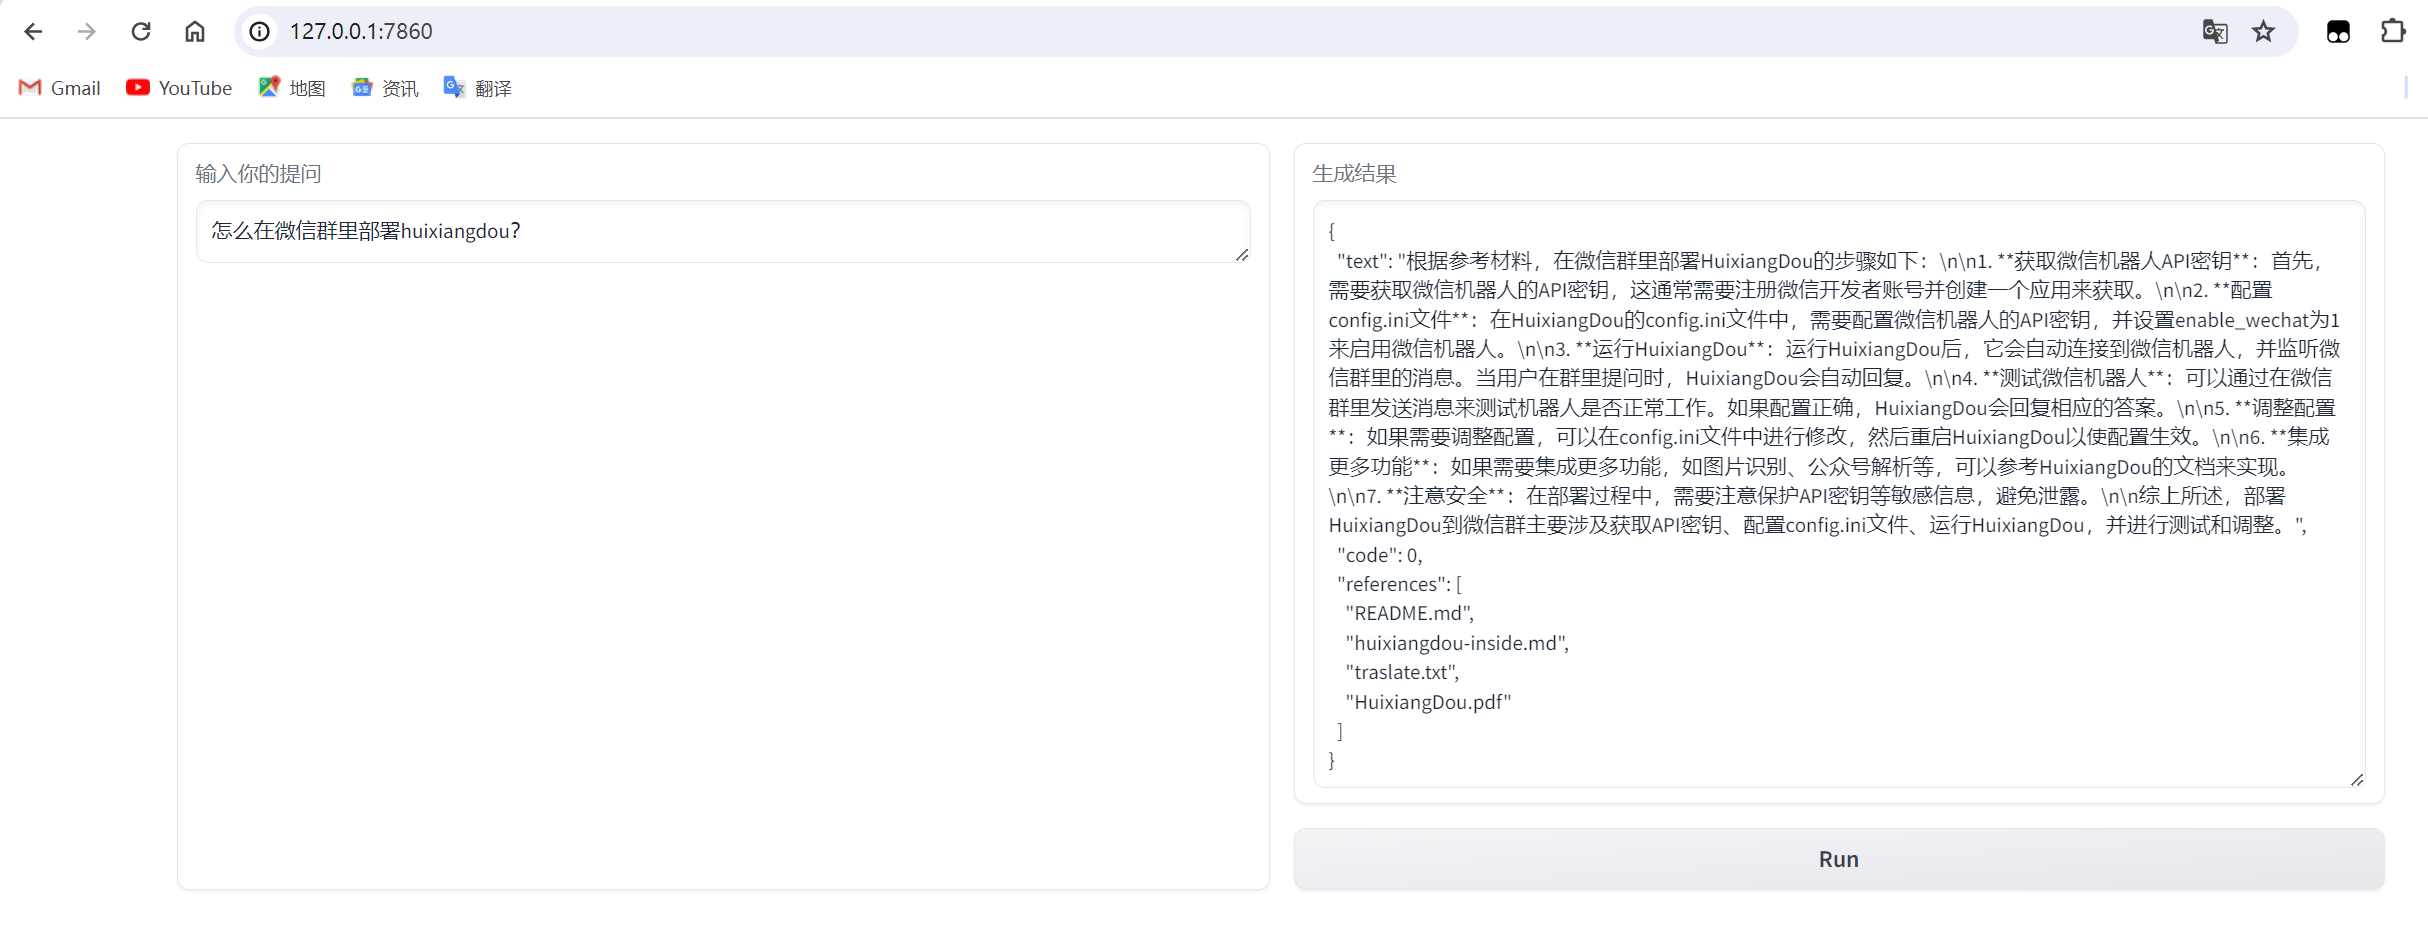 127.0.0.1:7860
Gmail YouTube 地图 资讯 翻译
输入你的提问
怎么在微信群里部署huixiangdou?
生成结果
{
"text": "根据参考材料，在微信群里部署HuixiangDou的步骤如下：\n\n1. **获取微信机器人API密钥**：首先，
需要获取微信机器人的API密钥，这通常需要注册微信开发者账号并创建一个应用来获取。\n\n2. **配置
config.ini文件**：在HuixiangDou的config.ini文件中，需要配置微信机器人的API密钥，并设置enable_wechat为1
来启用微信机器人。\n\n3. **运行HuixiangDou**：运行HuixiangDou后，它会自动连接到微信机器人，并监听微
信群里的消息。当用户在群里提问时，HuixiangDou会自动回复。\n\n4. **测试微信机器人**：可以通过在微信
群里发送消息来测试机器人是否正常工作。如果配置正确，HuixiangDou会回复相应的答案。\n\n5. **调整配置
**：如果需要调整配置，可以在config.ini文件中进行修改，然后重启HuixiangDou以使配置生效。\n\n6. **集成
更多功能**：如果需要集成更多功能，如图片识别、公众号解析等，可以参考HuixiangDou的文档来实现。
\n\n7. **注意安全**：在部署过程中，需要注意保护API密钥等敏感信息，避免泄露。\n\n综上所述，部署
HuixiangDou到微信群主要涉及获取API密钥、配置config.ini文件、运行HuixiangDou，并进行测试和调整。",
"code": 0,
"references": [
"README.md",
"huixiangdou-inside.md",
"traslate.txt",
"HuixiangDou.pdf"
]
}
Run